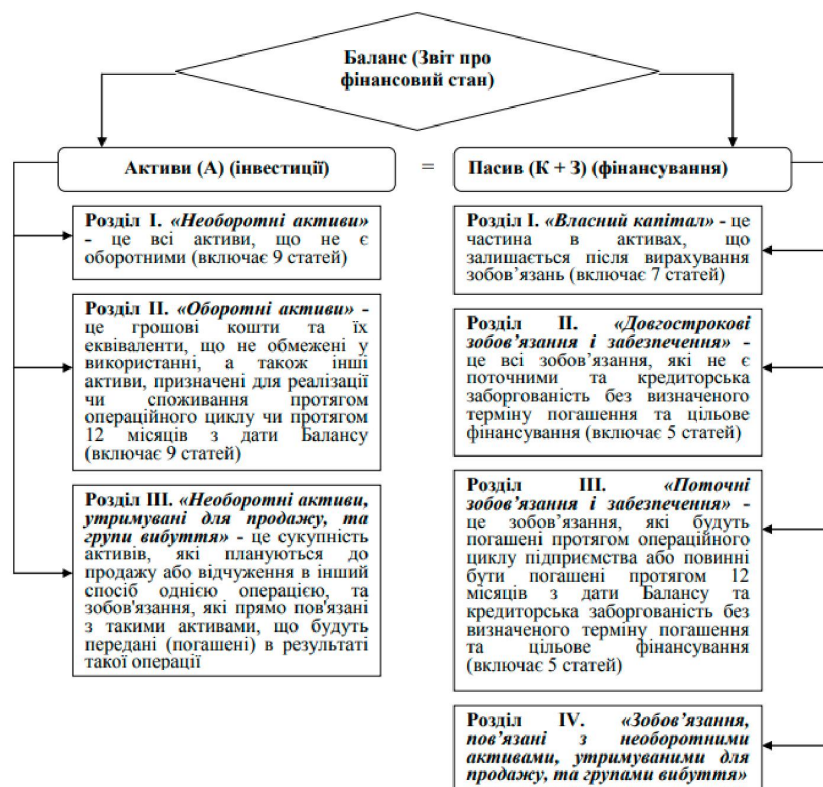 Баланс (Звіт про
фінансовий стан)
Активи (А) (інвестиції)
=
Пасив (К + З) (фінансування)
Розділ І. «Необоротні активи»
- це всі активи, що не є
оборотними (включає 9 статей)
Розділ ІІ. «Оборотні активи» -
це грошові кошти та їх
еквіваленти, що не обмежені у
використанні, а також інші
активи, призначені для реалізації
чи споживання протягом
операційного циклу чи протягом
12 місяців з дати Балансу
(включає 9 статей)
Розділ ІІІ. «Необоротні активи,
утримувані для продажу, та
групи вибуття» - це сукупність
активів, які плануються до
продажу або відчуження в інший
спосіб однією операцією, та
зобов'язання, які прямо пов'язані
з такими активами, що будуть
передані (погашені) в результаті
такої операції
Розділ І. «Власний капітал» - це
частина в активах, що
залишається після вирахування
зобов’язань (включає 7 статей)
Розділ ІІ. «Довгострокові
зобов’язання і забезпечення» -
це всі зобов’язання, які не є
поточними та кредиторська
заборгованість без визначеного
терміну погашення та цільове
фінансування (включає 5 статей)
Розділ ІІІ. «Поточні
зобов’язання і забезпечення» -
це зобов’язання, які будуть
погашені протягом операційного
циклу підприємства або повинні
бути погашені протягом 12
місяців з дати Балансу та
кредиторська заборгованість без
визначеного терміну погашення
та цільове фінансування
(включає 5 статей)
Розділ IV. «Зобов’язання,
пов’язані з необоротними
активами, утримуваними для
продажу, та групами вибуття»